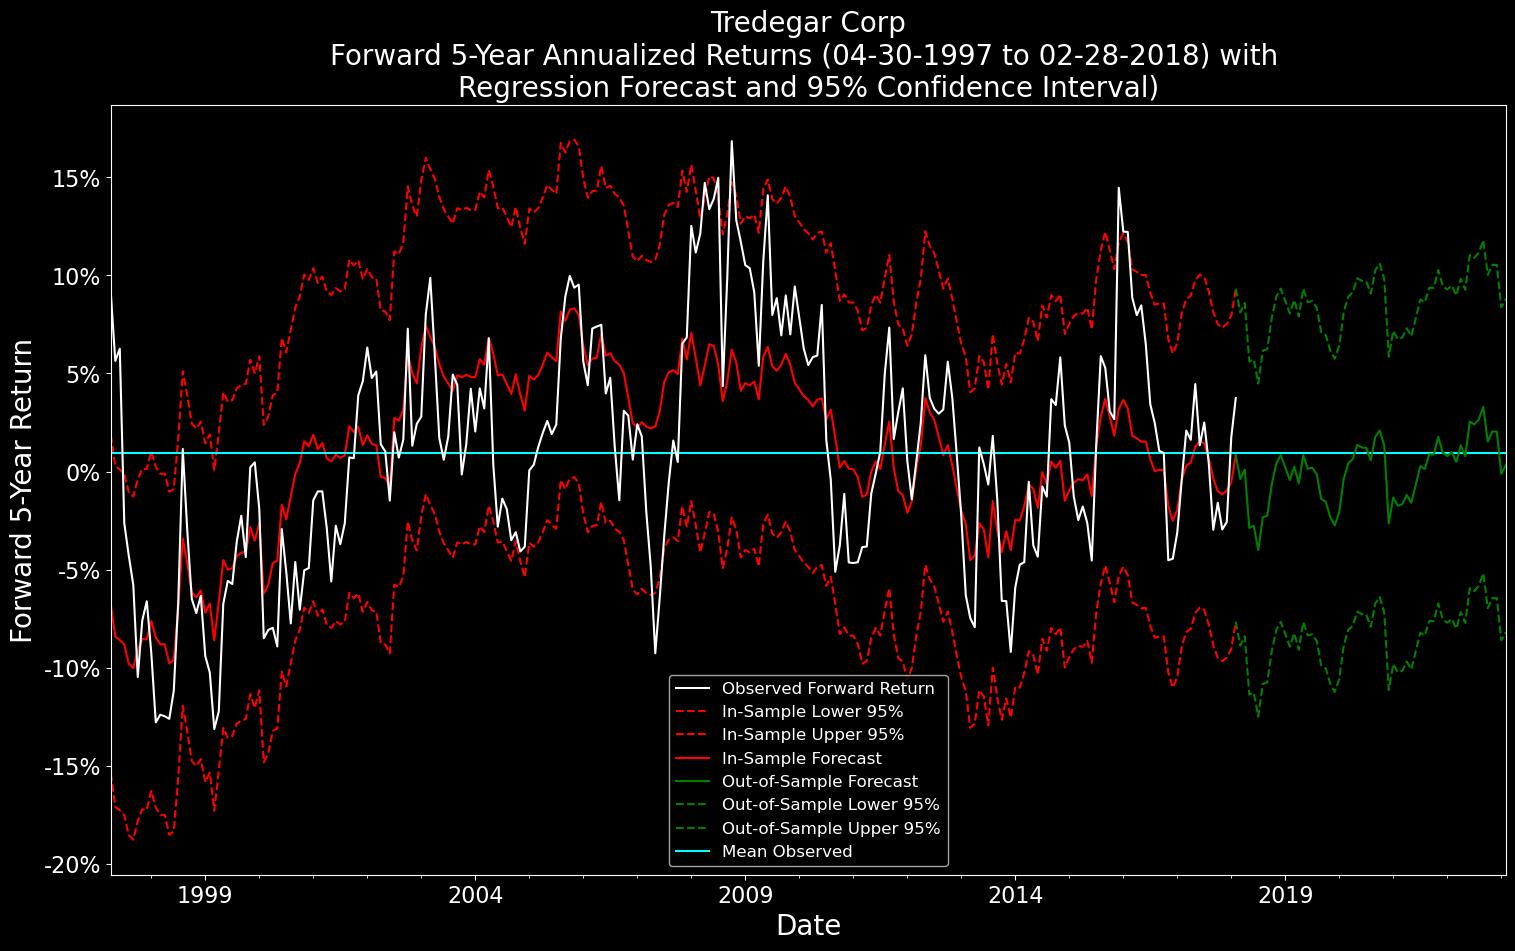 Tredegar Corp
Forward 5-Year Annualized Returns (04-30-1997 to 02-28-2018) with
Regression Forecast and 95% Confidence Interval)
Forward 5-Year Return
15%
10%
5%
0%
-5%
-10%
-15%
-20%
Observed Forward Return
In-Sample Lower 95%
In-Sample Upper 95%
In-Sample Forecast
Out-of-Sample Forecast
Out-of-Sample Lower 95%
Out-of-Sample Upper 95%
Mean Observed
1999 2004 2009 2014 2019
Date